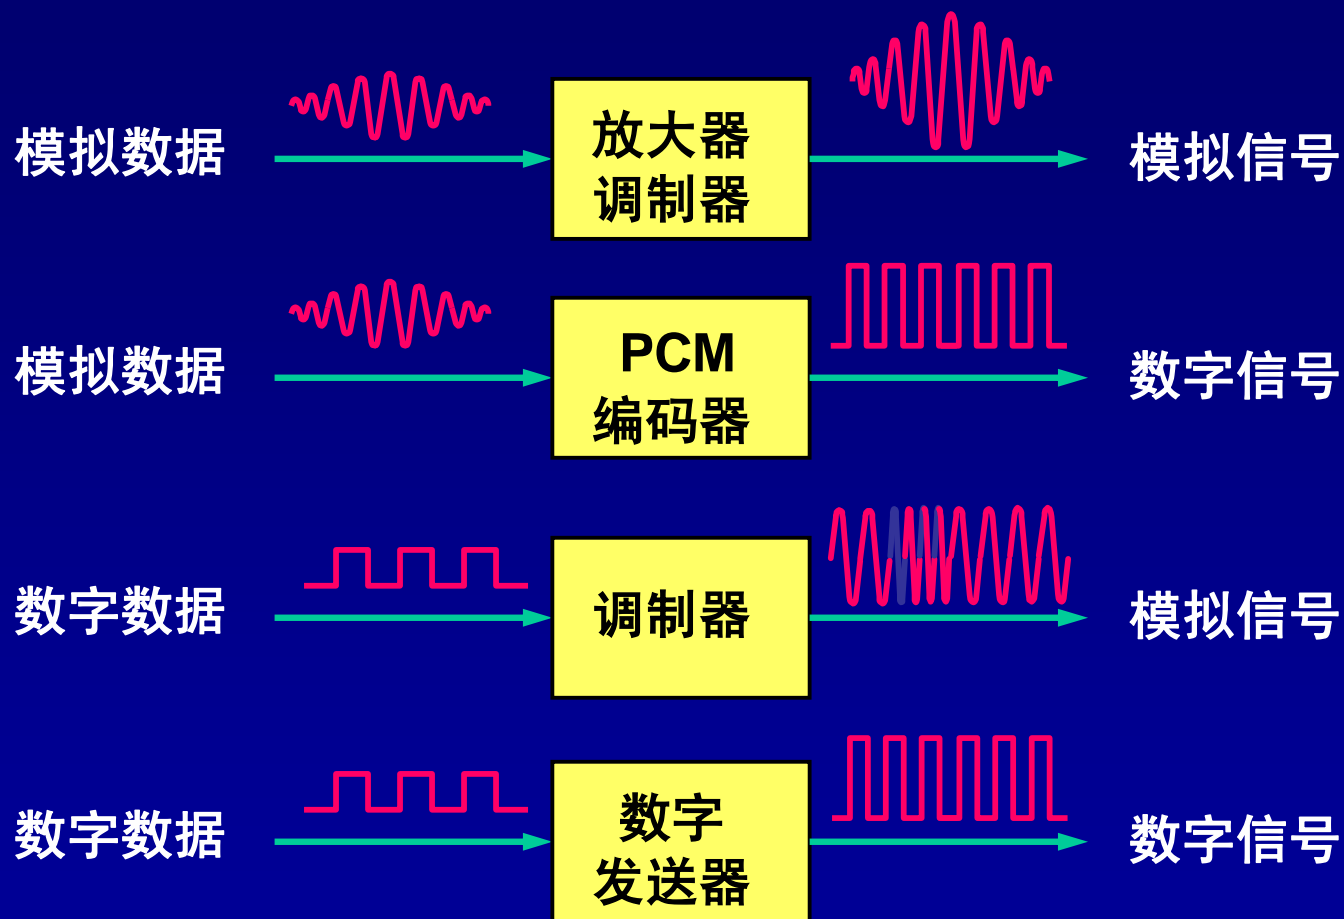 模拟数据
放大器
调制器
模拟信号
模拟数据
PCM
编码器
数字信号
数字数据
调制器
模拟信号
数字数据
数字
发送器
数字信号